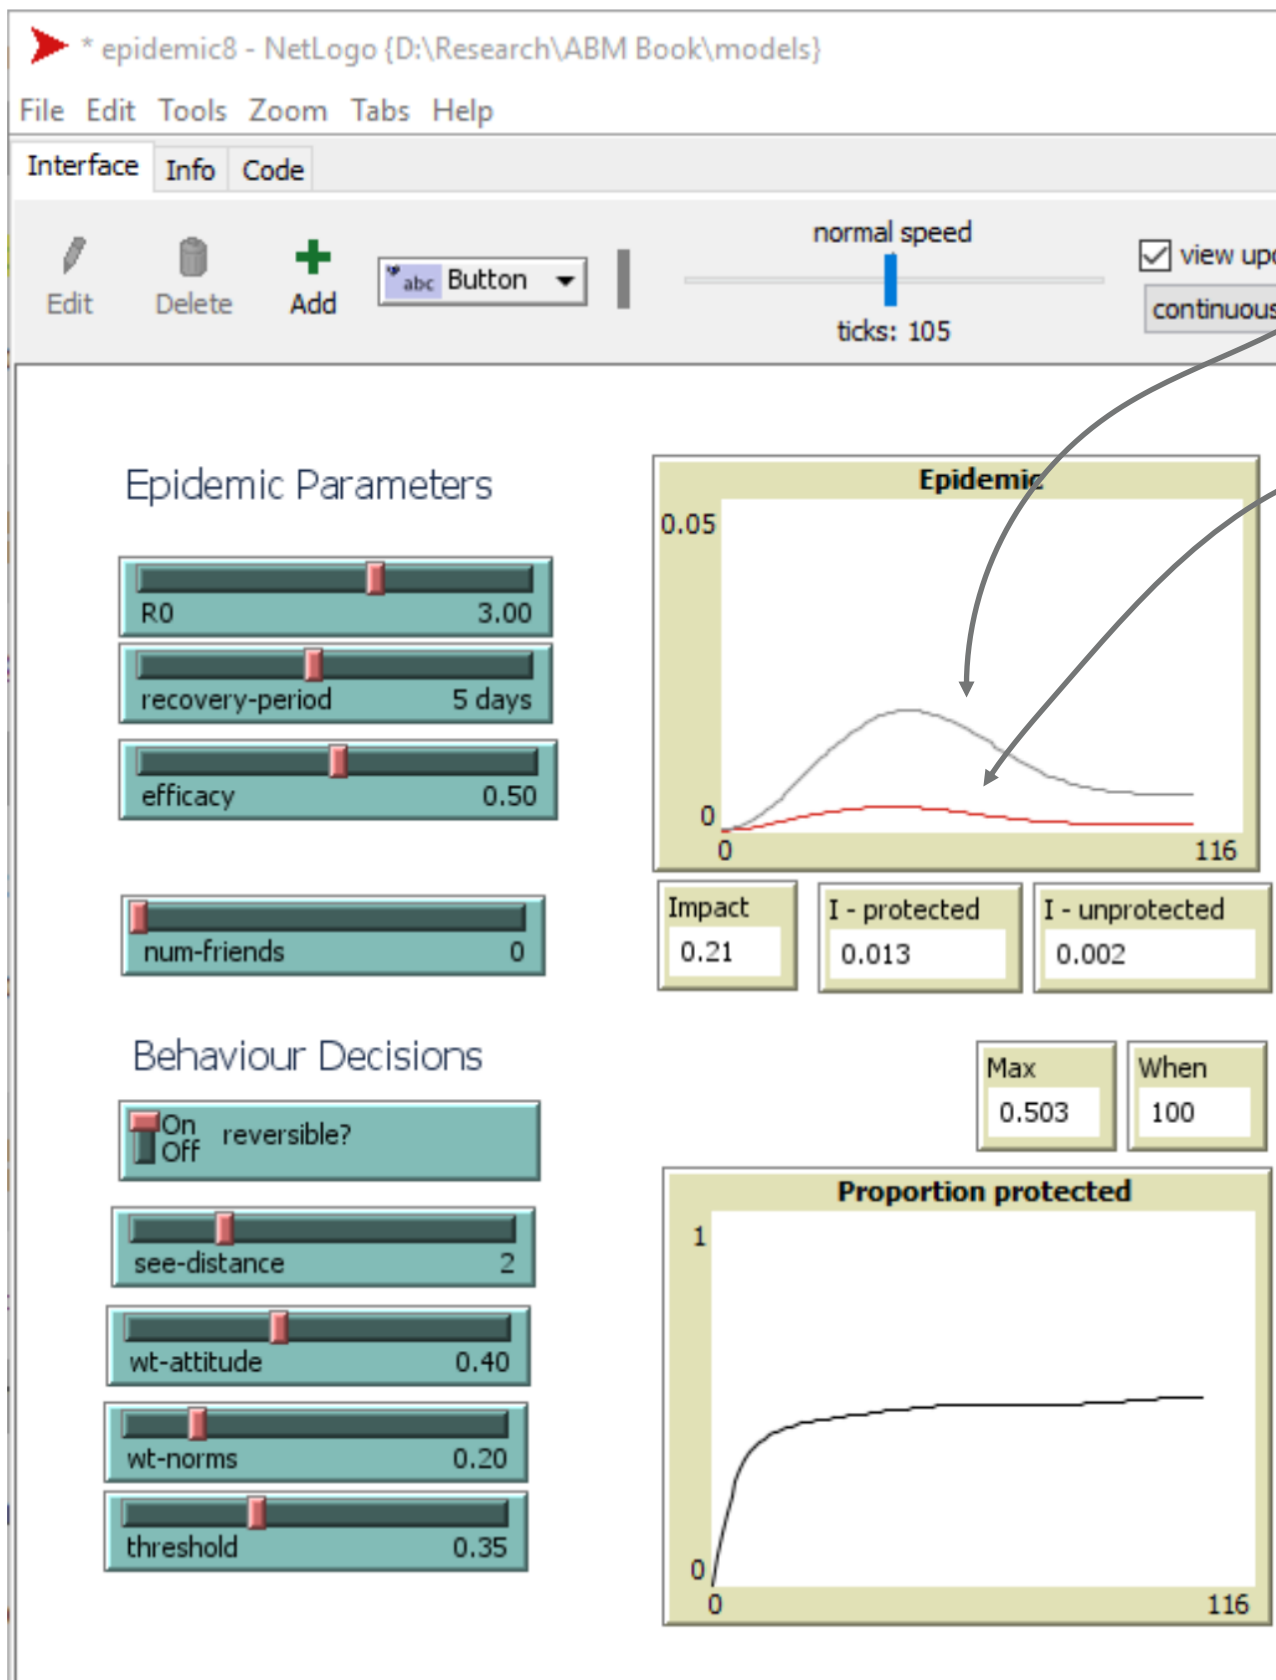 * epidemic8 - NetLogo {D:\Research\ABM Book\models}
File Edit Tools Zoom Tabs Help
Interface Info Code
normal speed
Edit Delete Add abc Button
view upd
ticks: 105
continuous
Epidemic Parameters
R0 3.00
recovery-period 5 days
efficacy 0.50
num-friends 0
Epidemic
0.05
0
0 116
Impact
0.21
I - protected
0.013
I - unprotected
0.002
Behaviour Decisions
On
Off
reversible?
see-distance 2
wt-attitude 0.40
wt-norms 0.20
threshold 0.35
Max
0.503
When
100
Proportion protected
1
0
0 116